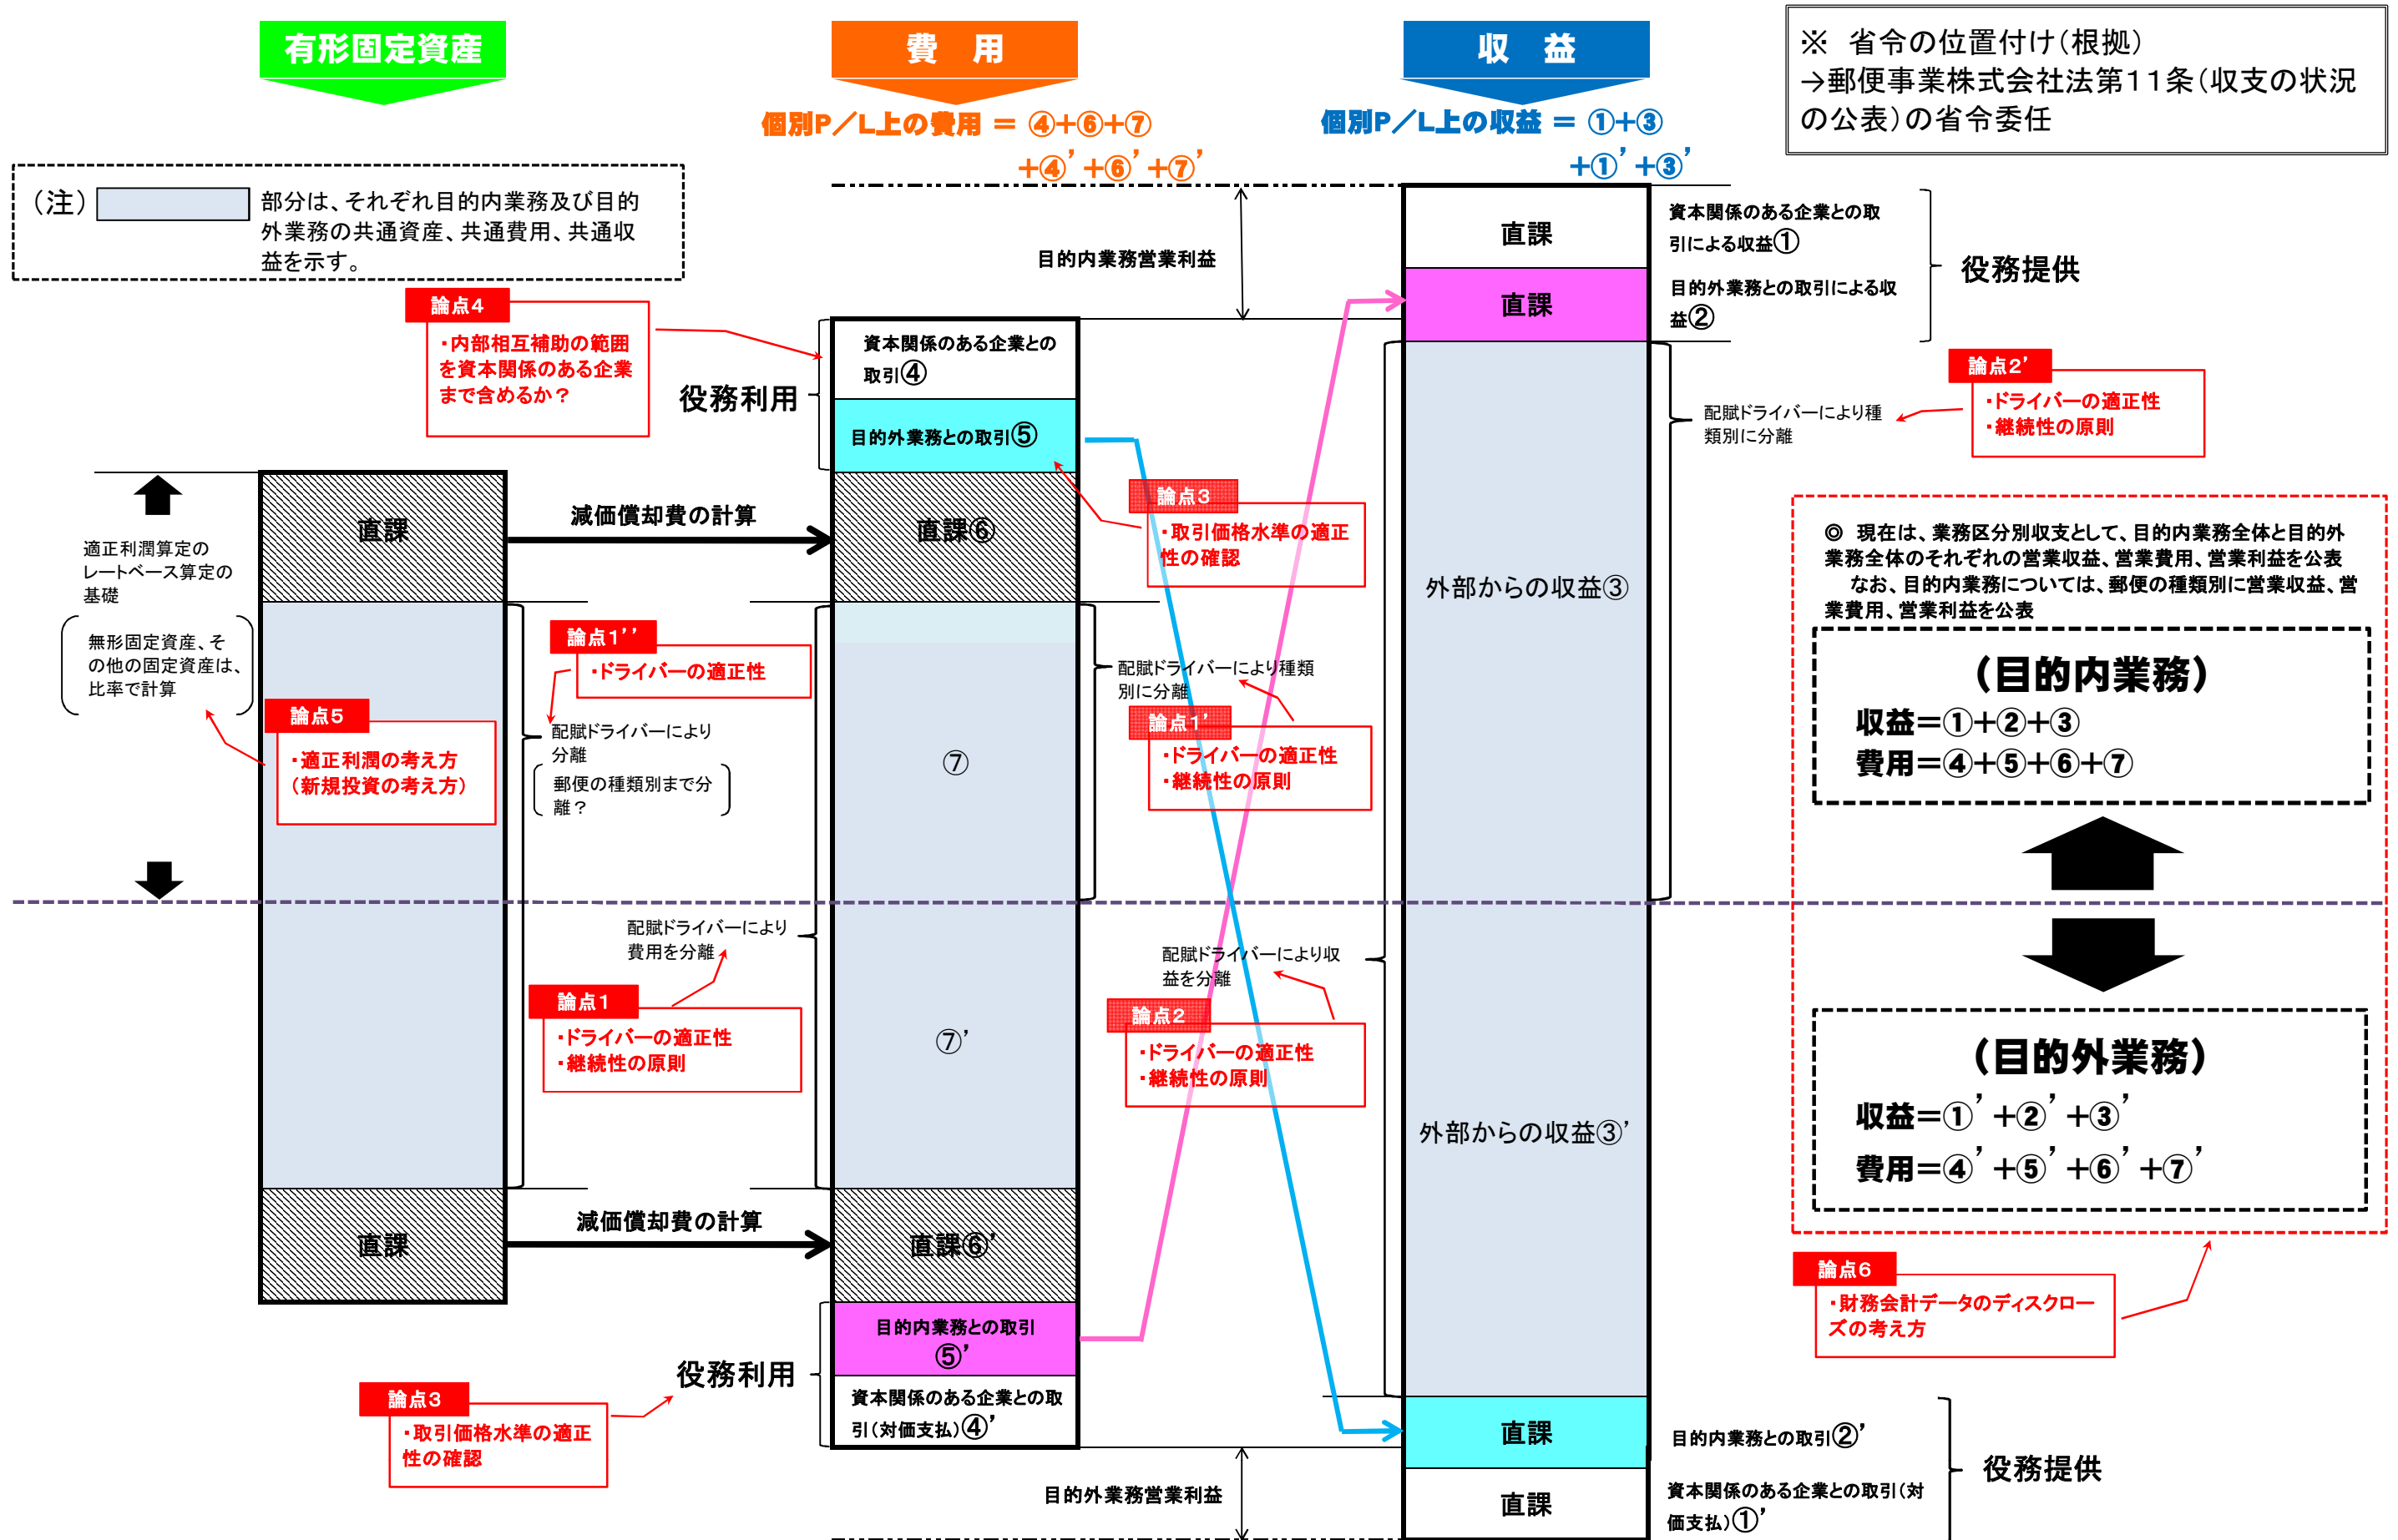 有形固定資産
費　用
収　益
※　省令の位置付け（根拠）
→郵便事業株式会社法第１１条（収支の状況
の公表）の省令委任
個別P／L上の費用 ＝ ④+⑥+⑦
+④’+⑥’+⑦’
個別P／L上の収益 ＝ ①+③
+①’+③’
（注）
部分は、それぞれ目的内業務及び目的
外業務の共通資産、共通費用、共通収
益を示す。
目的内業務営業利益
直課
資本関係のある企業との取
引による収益①
直課
目的外業務との取引による収
益②
役務提供
論点4
・内部相互補助の範囲
を資本関係のある企業
まで含めるか？
役務利用
資本関係のある企業との
取引④
目的外業務との取引⑤
論点2’
・ドライバーの適正性
・継続性の原則
配賦ドライバーにより種
類別に分離
論点3
・取引価格水準の適正
性の確認
直課
減価償却費の計算
直課⑥
適正利潤算定の
レートベース算定の
基礎
無形固定資産、そ
の他の固定資産は、
比率で計算
外部からの収益③
◎　現在は、業務区分別収支として、目的内業務全体と目的外
業務全体のそれぞれの営業収益、営業費用、営業利益を公表
なお、目的内業務については、郵便の種類別に営業収益、営
業費用、営業利益を公表
（目的内業務）
収益＝①+②+③
費用＝④+⑤+⑥+⑦
論点1’’
・ドライバーの適正性
論点5
・適正利潤の考え方
（新規投資の考え方）
配賦ドライバーにより
分離
郵便の種類別まで分
離？
⑦
配賦ドライバーにより種類
別に分離
論点1’
・ドライバーの適正性
・継続性の原則
配賦ドライバーにより
費用を分離
論点1
・ドライバーの適正性
・継続性の原則
⑦’
配賦ドライバーにより収
益を分離
論点2
・ドライバーの適正性
・継続性の原則
外部からの収益③’
（目的外業務）
収益＝①’+②’+③’
費用＝④’+⑤’+⑥’+⑦’
直課
減価償却費の計算
直課⑥’
論点6
・財務会計データのディスクロー
ズの考え方
役務利用
目的内業務との取引
⑤’
資本関係のある企業との取
引（対価支払）④’
論点3
・取引価格水準の適正
性の確認
目的外業務営業利益
直課
目的内業務との取引②’
直課
資本関係のある企業との取引（対
価支払）①’
役務提供